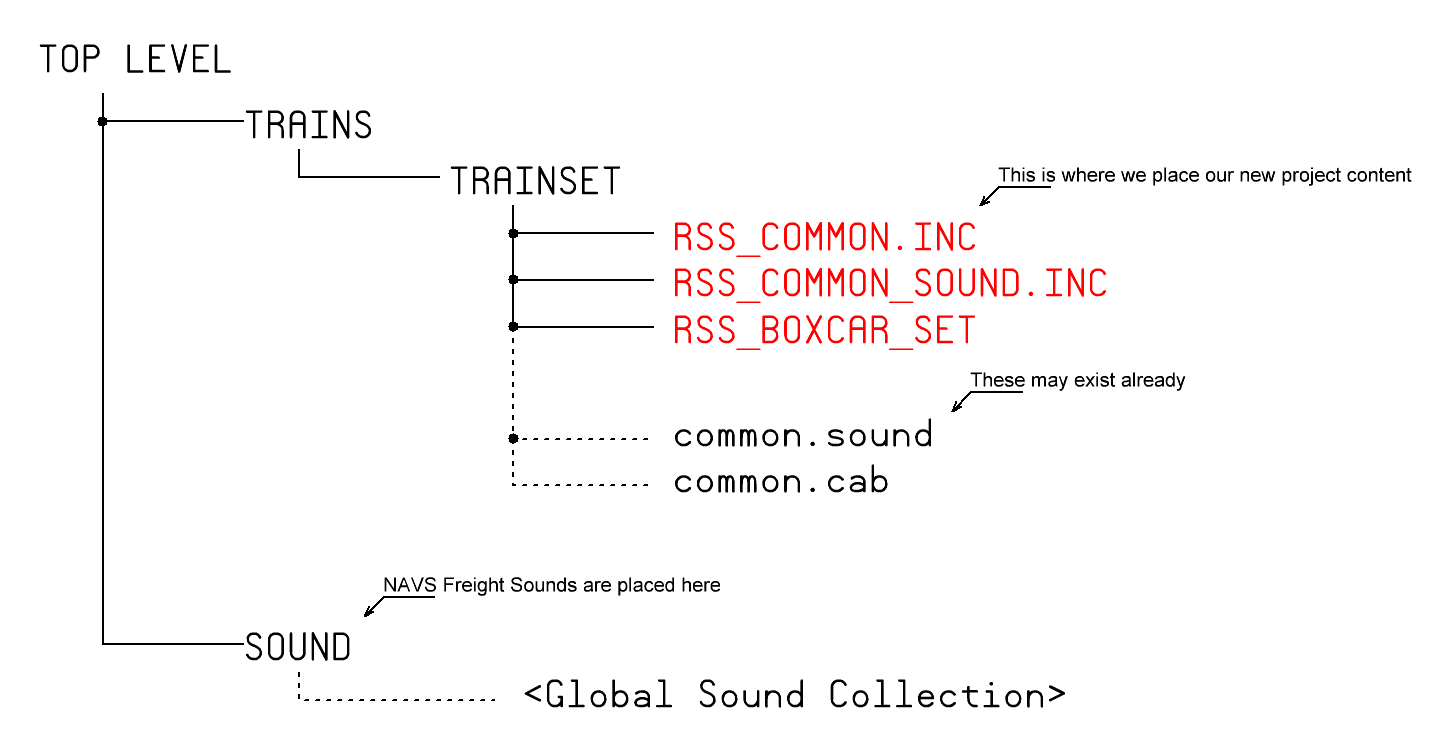 TOP LEVEL
TRAINS
TRAINSET
This is where we place our new project content
RSS_COMMON.INC
RSS_COMMON_SOUND.INC
RSS_BOXCAR_SET
These may exist already
common.sound
common.cab
NAVS Freight Sounds are placed here
SOUND
<Global Sound Collection>